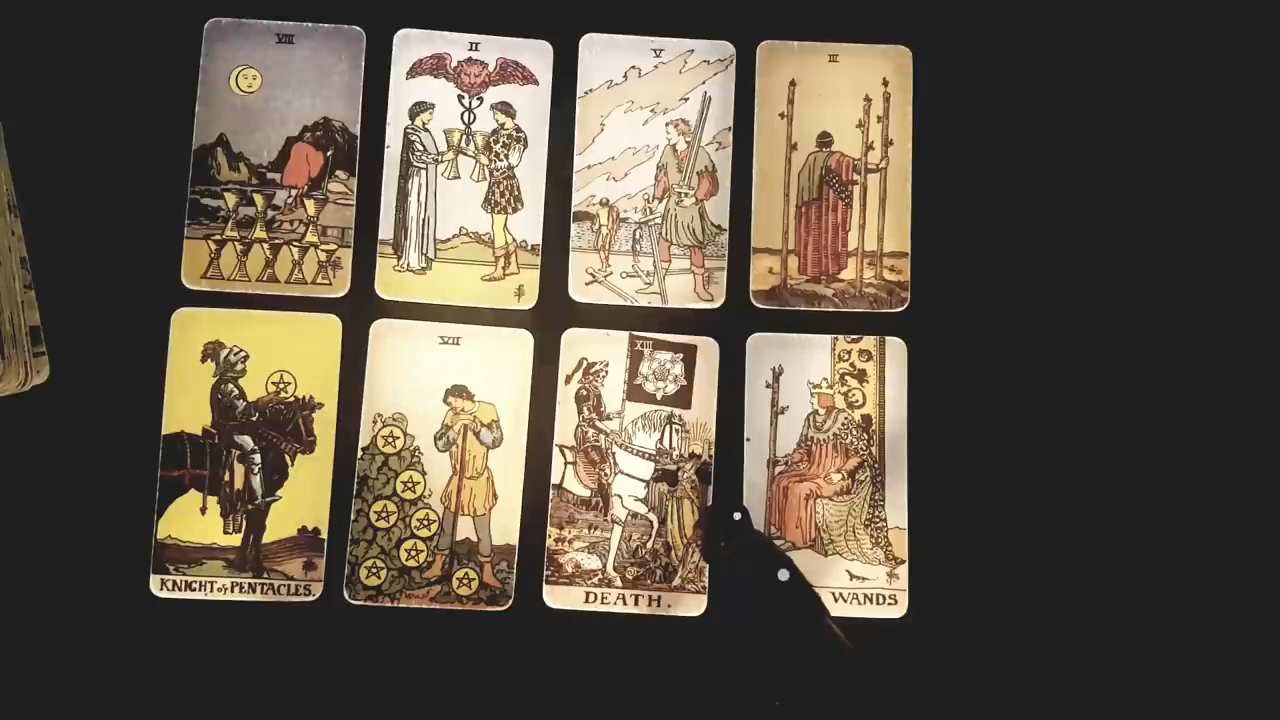 VIII
II
V
III
KNIGHT of PENTACLES.
VII
XIII
DEATH.
WANDS